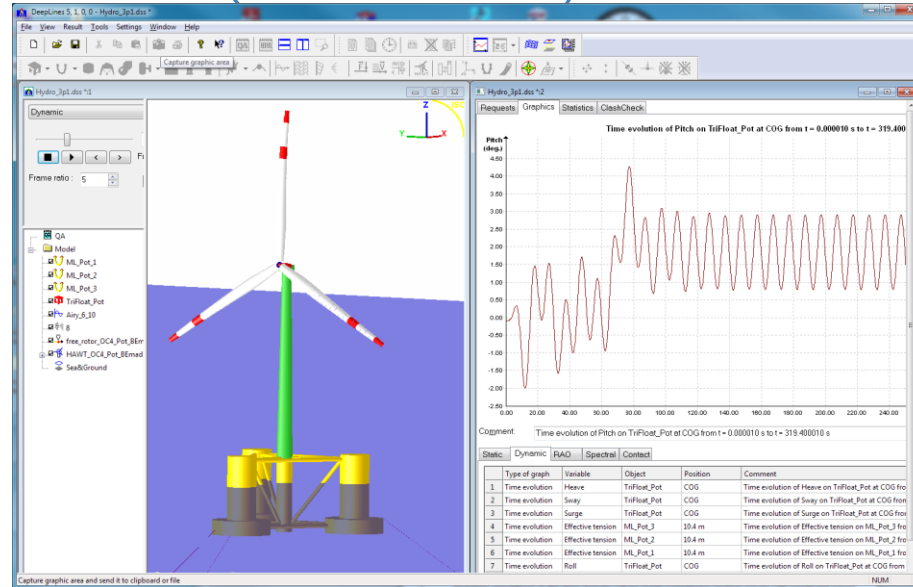 DeepLines 5, 1, 0, 0 - Hydro_3p1.dss *
File View Result Tools Settings Window Help
QA
Capture graphic area
Hydro_3p1.dss *:1
Dynamic
Frame ratio : 5
QA
Model
ML_Pot_1
ML_Pot_2
ML_Pot_3
TriFloat_Pot
Airy_6_10
8
free_rotor_OC4_Pot_BEm
HAWT_OC4_Pot_BEmad
Sea&Ground
Z
Y X
Hydro_3p1.dss *:2
Requests Graphics Statistics ClashCheck
Time evolution of Pitch on TriFloat_Pot at COG from t = 0.000010 s to t = 319.400
Pitch
(deg.)
4.50
4.00
3.50
3.00
2.50
2.00
1.50
1.00
0.50
0.00
-0.50
-1.00
-1.50
-2.00
-2.50
0.00 20.00 40.00 60.00 80.00 100.00 120.00 140.00 160.00 180.00 200.00 220.00 240.00
Comment: Time evolution of Pitch on TriFloat_Pot at COG from t = 0.000010 s to t = 319.400010 s
Static Dynamic RAO Spectral Contact
Type of graph Variable Object Position Comment
1 Time evolution Heave TriFloat_Pot COG Time evolution of Heave on TriFloat_Pot at COG fro
2 Time evolution Sway TriFloat_Pot COG Time evolution of Sway on TriFloat_Pot at COG from
3 Time evolution Surge TriFloat_Pot COG Time evolution of Surge on TriFloat_Pot at COG from
4 Time evolution Effective tension ML_Pot_3 10.4 m Time evolution of Effective tension on ML_Pot_3 fro
5 Time evolution Effective tension ML_Pot_2 10.4 m Time evolution of Effective tension on ML_Pot_2 fro
6 Time evolution Effective tension ML_Pot_1 10.4 m Time evolution of Effective tension on ML_Pot_1 fro
7 Time evolution Roll TriFloat_Pot COG Time evolution of Roll on TriFloat_Pot at COG from
Capture graphic area and send it to clipboard or file NUM